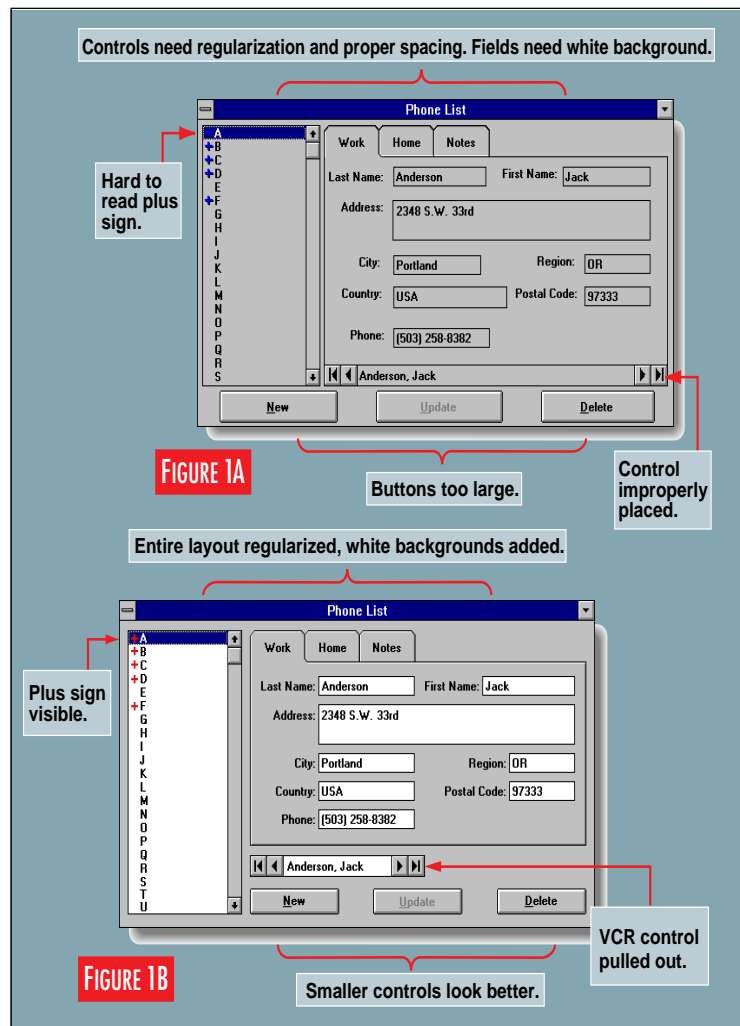 Controls need regularization and proper spacing. Fields need white background.
Phone List
A
+B
+C
+D
E
+F
G
H
I
J
K
L
M
N
O
P
Q
R
S
Hard to
read plus
sign.
Work Home Notes
Last Name: Anderson First Name: Jack
Address: 2348 S.W. 33rd
City: Portland Region: OR
Country: USA Postal Code: 97333
Phone: (503) 258-8382
Anderson, Jack
New Update Delete
FIGURE 1A
Buttons too large.
Control
improperly
placed.
Entire layout regularized, white backgrounds added.
Phone List
+A
+B
+C
+D
E
+F
G
H
I
J
K
L
M
N
O
P
Q
R
S
T
U
Plus sign
visible.
Work Home Notes
Last Name: Anderson First Name: Jack
Address: 2348 S.W. 33rd
City: Portland Region: OR
Country: USA Postal Code: 97333
Phone: (503) 258-8382
Anderson, Jack
New Update Delete
VCR control
pulled out.
FIGURE 1B
Smaller controls look better.